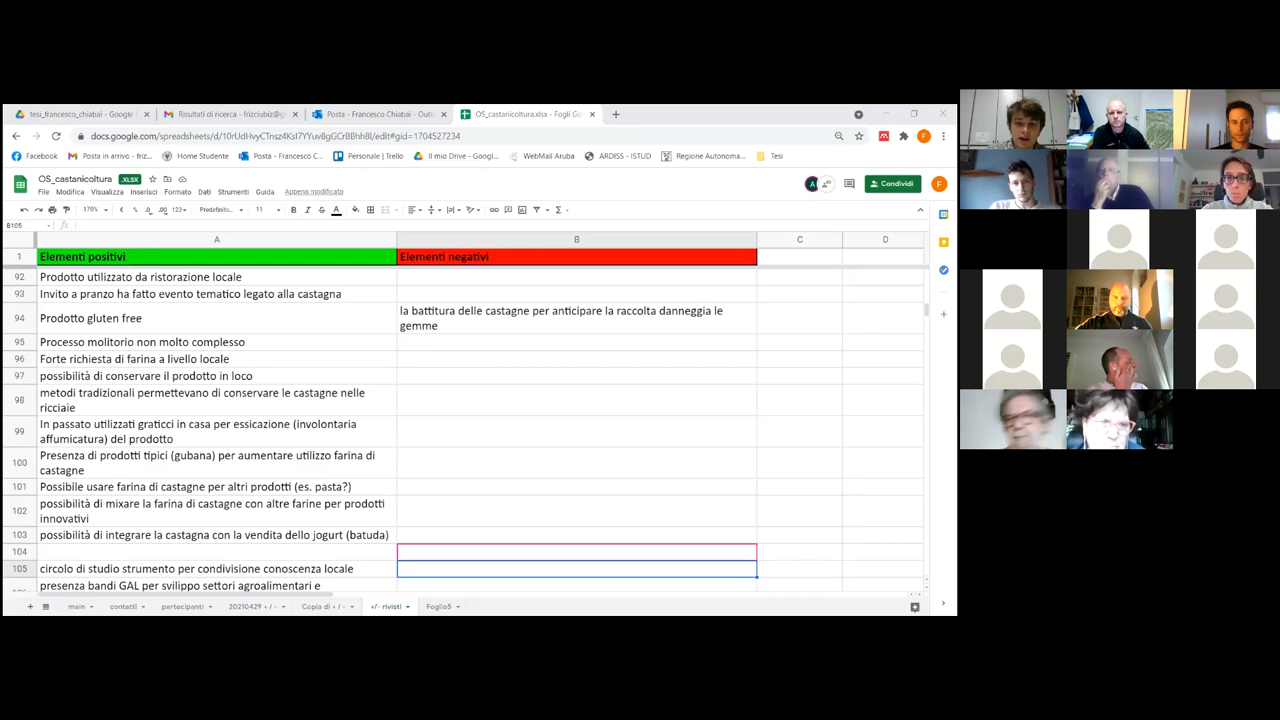 tesi_francesco_chiabai - Google
Risultati di ricerca - frizziubiz@g
Posta - Francesco Chiabai - Outl
OS_castanicoltura.xlsx - Fogli Go
docs.google.com/spreadsheets/d/10rUdHvyCTnsz4KsI7YYuv8gGCrBBhh8I/edit#gid=1704527234
Facebook
Posta in arrivo - friz...
Home Studente
Posta - Francesco C...
Personale | Trello
Il mio Drive - Googl...
WebMail Aruba
ARDISS - ISTUD
Regione Autonoma...
Tesi
OS_castanicoltura
.XLSX
File Modifica Visualizza Inserisci Formato Dati Strumenti Guida Appena modificato
A
Condividi
F
170%
€ % .0 .00 123
Predefinito...
11
B I S A
B105
fx
A B C D
1 Elementi positivi Elementi negativi
92 Prodotto utilizzato da ristorazione locale
93 Invito a pranzo ha fatto evento tematico legato alla castagna
94 Prodotto gluten free
la battitura delle castagne per anticipare la raccolta danneggia le
gemme
95 Processo molitorio non molto complesso
96 Forte richiesta di farina a livello locale
97 possibilità di conservare il prodotto in loco
98 metodi tradizionali permettevano di conservare le castagne nelle
ricciaie
99 In passato utilizzati graticci in casa per essicazione (involontaria
affumicatura) del prodotto
100 Presenza di prodotti tipici (gubana) per aumentare utilizzo farina di
castagne
101 Possibile usare farina di castagne per altri prodotti (es. pasta?)
102 possibilità di mixare la farina di castagne con altre farine per prodotti
innovativi
103 possibilità di integrare la castagna con la vendita dello jogurt (batuda)
104
105 circolo di studio strumento per condivisione conoscenza locale
presenza bandi GAL per sviluppo settori agroalimentari e
main
contatti
partecipanti
20210429 + / -
Copia di + / -
+/- rivisti
Foglio5